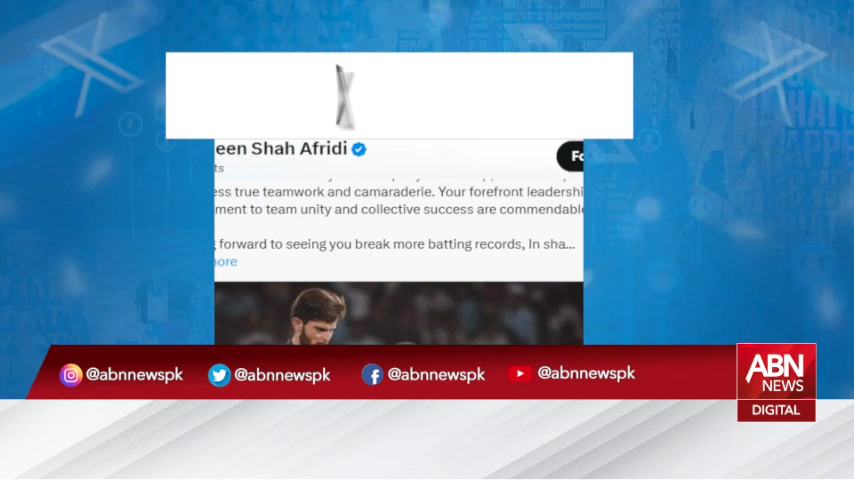 X
een Shah Afridi
Fo
ts
ess true teamwork and camaraderie. Your forefront leadershi
ment to team unity and collective success are commendable
g forward to seeing you break more batting records, In sha...
more
@abnnewspk
@abnnewspk
@abnnewspk
@abnnewspk
ABN
NEWS
DIGITAL